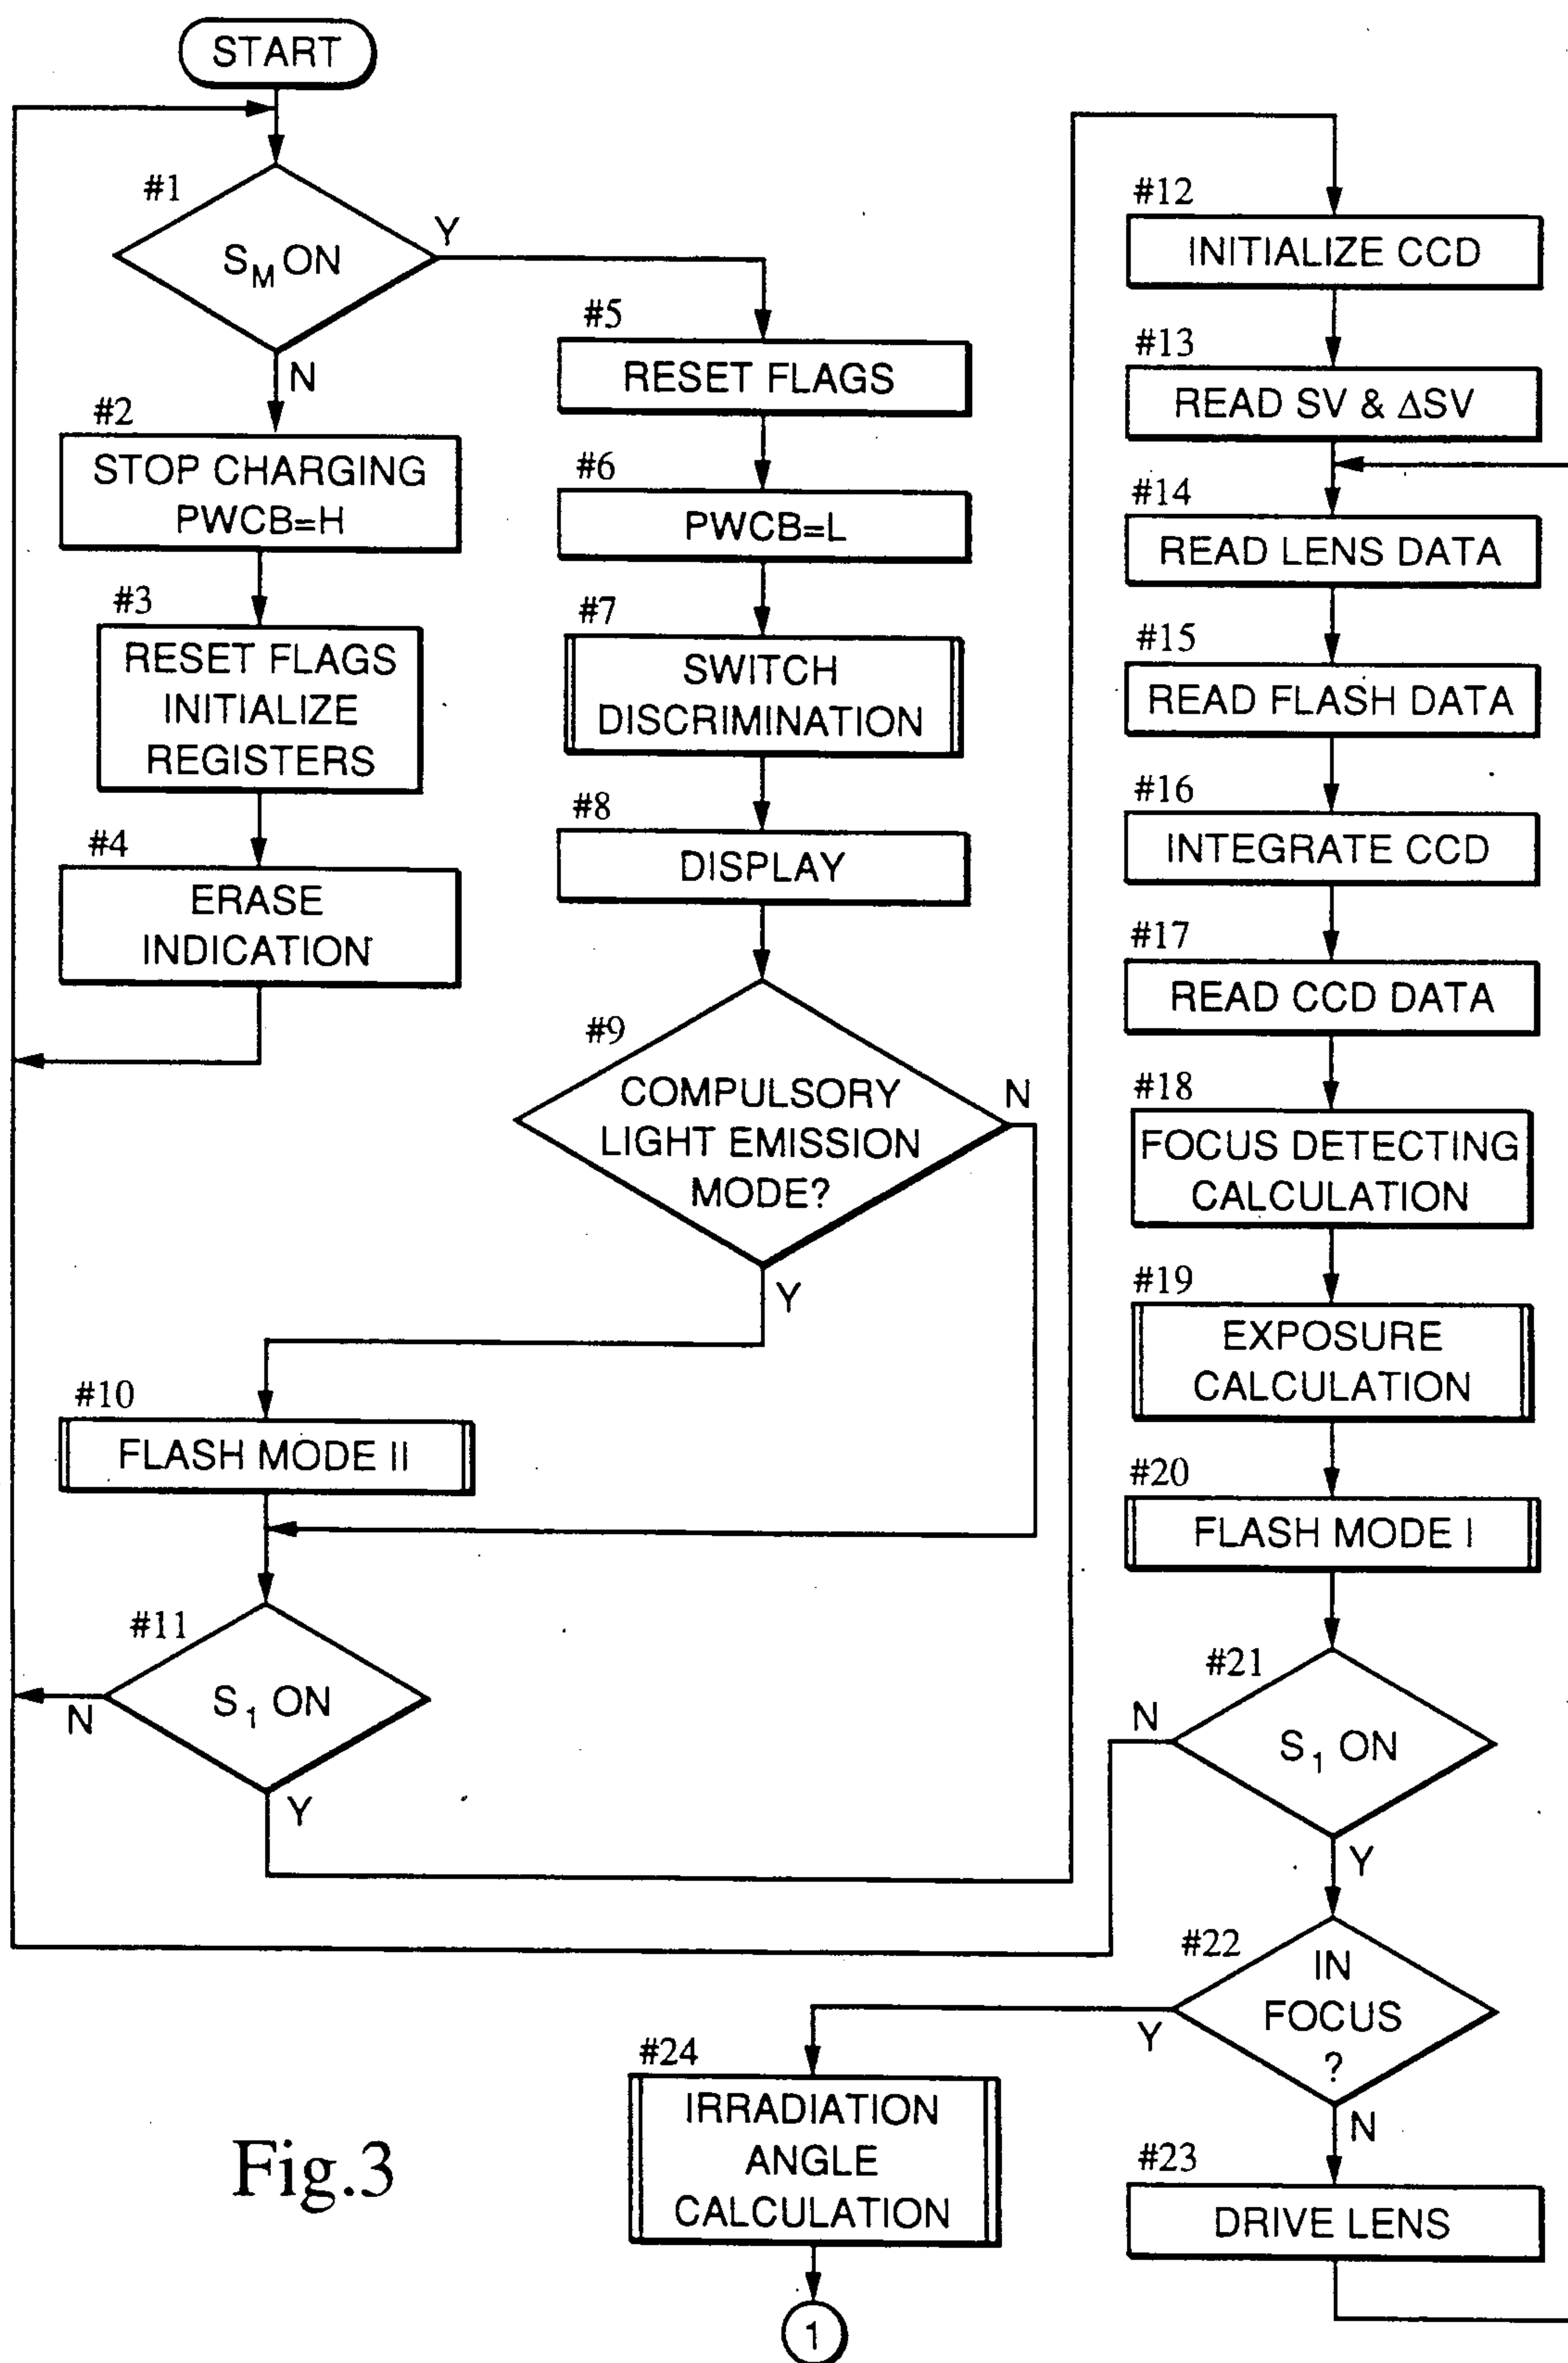 START
#1
S_M ON
Y
N
#2
STOP CHARGING
PWCB=H
#3
RESET FLAGS
INITIALIZE
REGISTERS
#4
ERASE
INDICATION
#5
RESET FLAGS
#6
PWCB=L
#7
SWITCH
DISCRIMINATION
#8
DISPLAY
#9
COMPULSORY
LIGHT EMISSION
MODE?
N
Y
#10
FLASH MODE II
#11
S_1 ON
N
Y
#12
INITIALIZE CCD
#13
READ SV & ΔSV
#14
READ LENS DATA
#15
READ FLASH DATA
#16
INTEGRATE CCD
#17
READ CCD DATA
#18
FOCUS DETECTING
CALCULATION
#19
EXPOSURE
CALCULATION
#20
FLASH MODE I
#21
S_1 ON
N
Y
#22
IN
FOCUS
?
Y
N
#23
DRIVE LENS
#24
IRRADIATION
ANGLE
CALCULATION
1
Fig.3